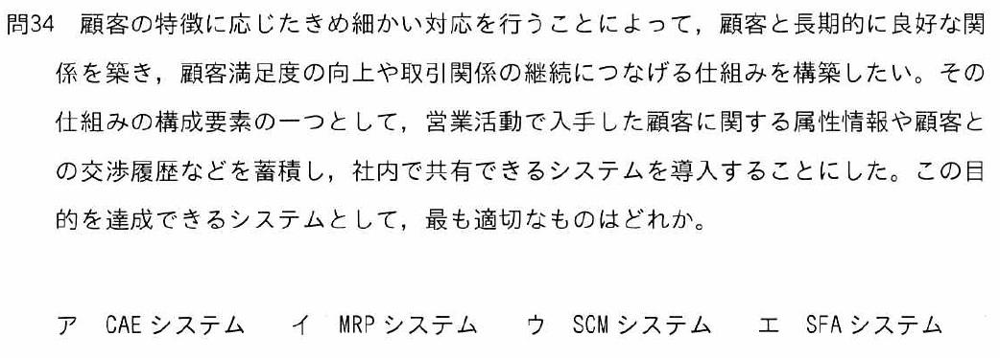 問34 顧客の特徴に応じたきめ細かい対応を行うことによって，顧客と長期的に良好な関
係を築き，顧客満足度の向上や取引関係の継続につなげる仕組みを構築したい。その
仕組みの構成要素の一つとして，営業活動で入手した顧客に関する属性情報や顧客と
の交渉履歴などを蓄積し，社内で共有できるシステムを導入することにした。この目
的を達成できるシステムとして，最も適切なものはどれか。
ア CAE システム イ MRP システム ウ SCM システム エ SFA システム